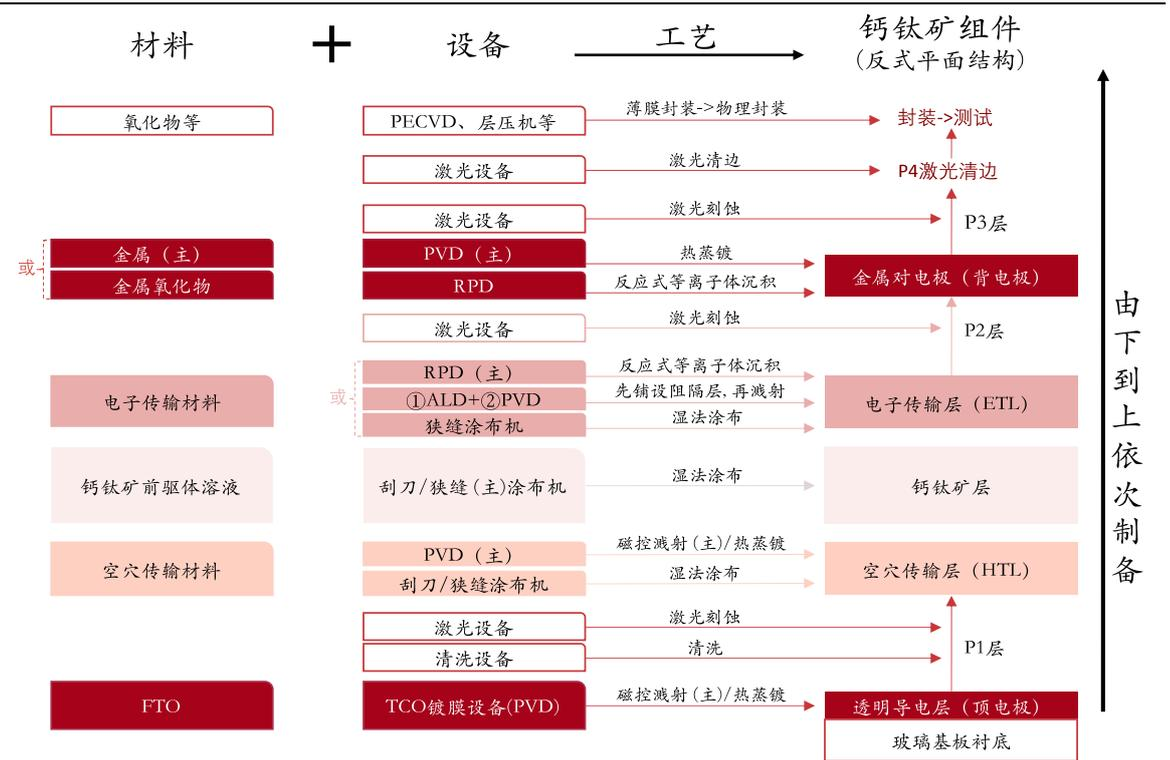 材料 + 设备 工艺 钙钛矿组件
(反式平面结构)
氧化物等 PECVD、层压机等 薄膜封装->物理封装 封装->测试
激光设备 激光清边 P4激光清边
激光设备 激光刻蚀 P3层
金属（主） PVD（主） 热蒸镀
或
金属氧化物 RPD 反应式等离子体沉积
金属对电极（背电极）
激光设备 激光刻蚀 P2层
RPD（主） 反应式等离子体沉积
或
电子传输材料 ①ALD+②PVD 先铺设阻隔层,再溅射 电子传输层（ETL）
狭缝涂布机 湿法涂布
钙钛矿前驱体溶液 刮刀/狭缝(主)涂布机 湿法涂布 钙钛矿层
PVD（主） 磁控溅射(主)/热蒸镀
空穴传输材料 空穴传输层（HTL）
刮刀/狭缝涂布机 湿法涂布
激光设备 激光刻蚀
P1层
清洗设备 清洗
FTO TCO镀膜设备(PVD) 磁控溅射(主)/热蒸镀 透明导电层（顶电极）
玻璃基板衬底
由下到上依次制备